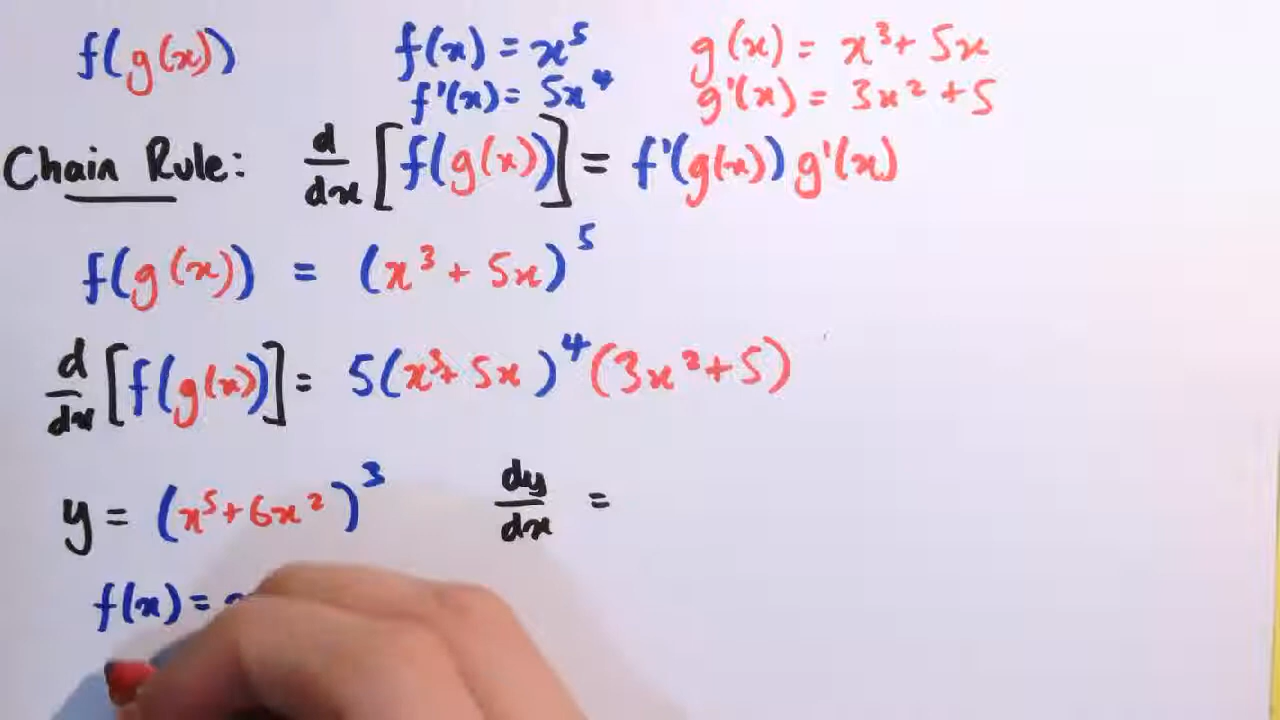 f(g(x)) f(x) = x⁵ g(x) = x³ + 5x
f'(x) = 5x⁴ g'(x) = 3x² + 5
Chain Rule: d/dx [f(g(x))] = f'(g(x)) g'(x)
f(g(x)) = (x³ + 5x)⁵
d/dx [f(g(x))] = 5(x³ + 5x)⁴ (3x² + 5)
y = (x⁵ + 6x²)³ dy/dx =
f(x) =